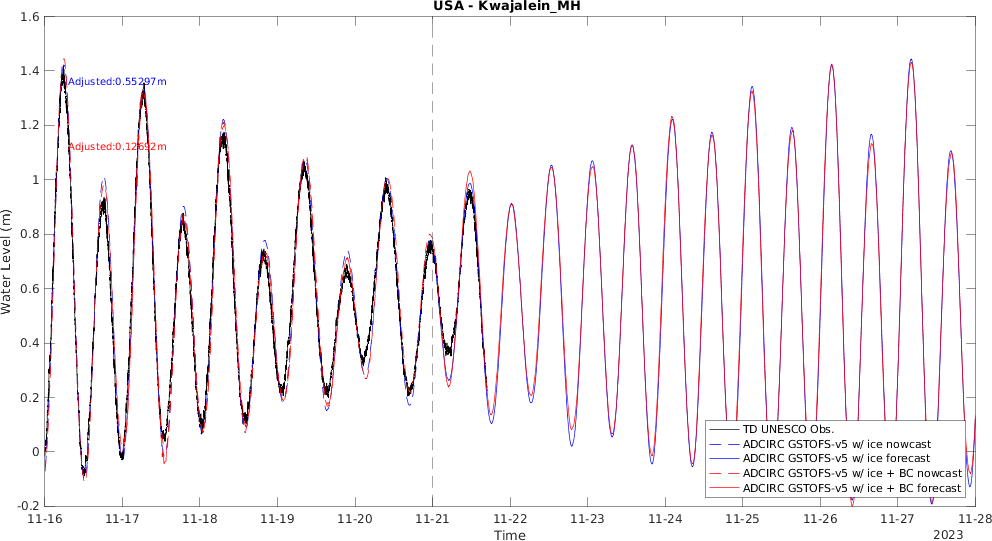 USA - Kwajalein_MH
1.6
1.4
1.2
1
0.8
0.6
0.4
0.2
0
-0.2
Water Level (m)
Adjusted:0.55297m
Adjusted:0.12692m
TD UNESCO Obs.
ADCIRC GSTOFS-v5 w/ ice nowcast
ADCIRC GSTOFS-v5 w/ ice forecast
ADCIRC GSTOFS-v5 w/ ice + BC nowcast
ADCIRC GSTOFS-v5 w/ ice + BC forecast
11-16 11-17 11-18 11-19 11-20 11-21 11-22 11-23 11-24 11-25 11-26 11-27 11-28
Time
2023